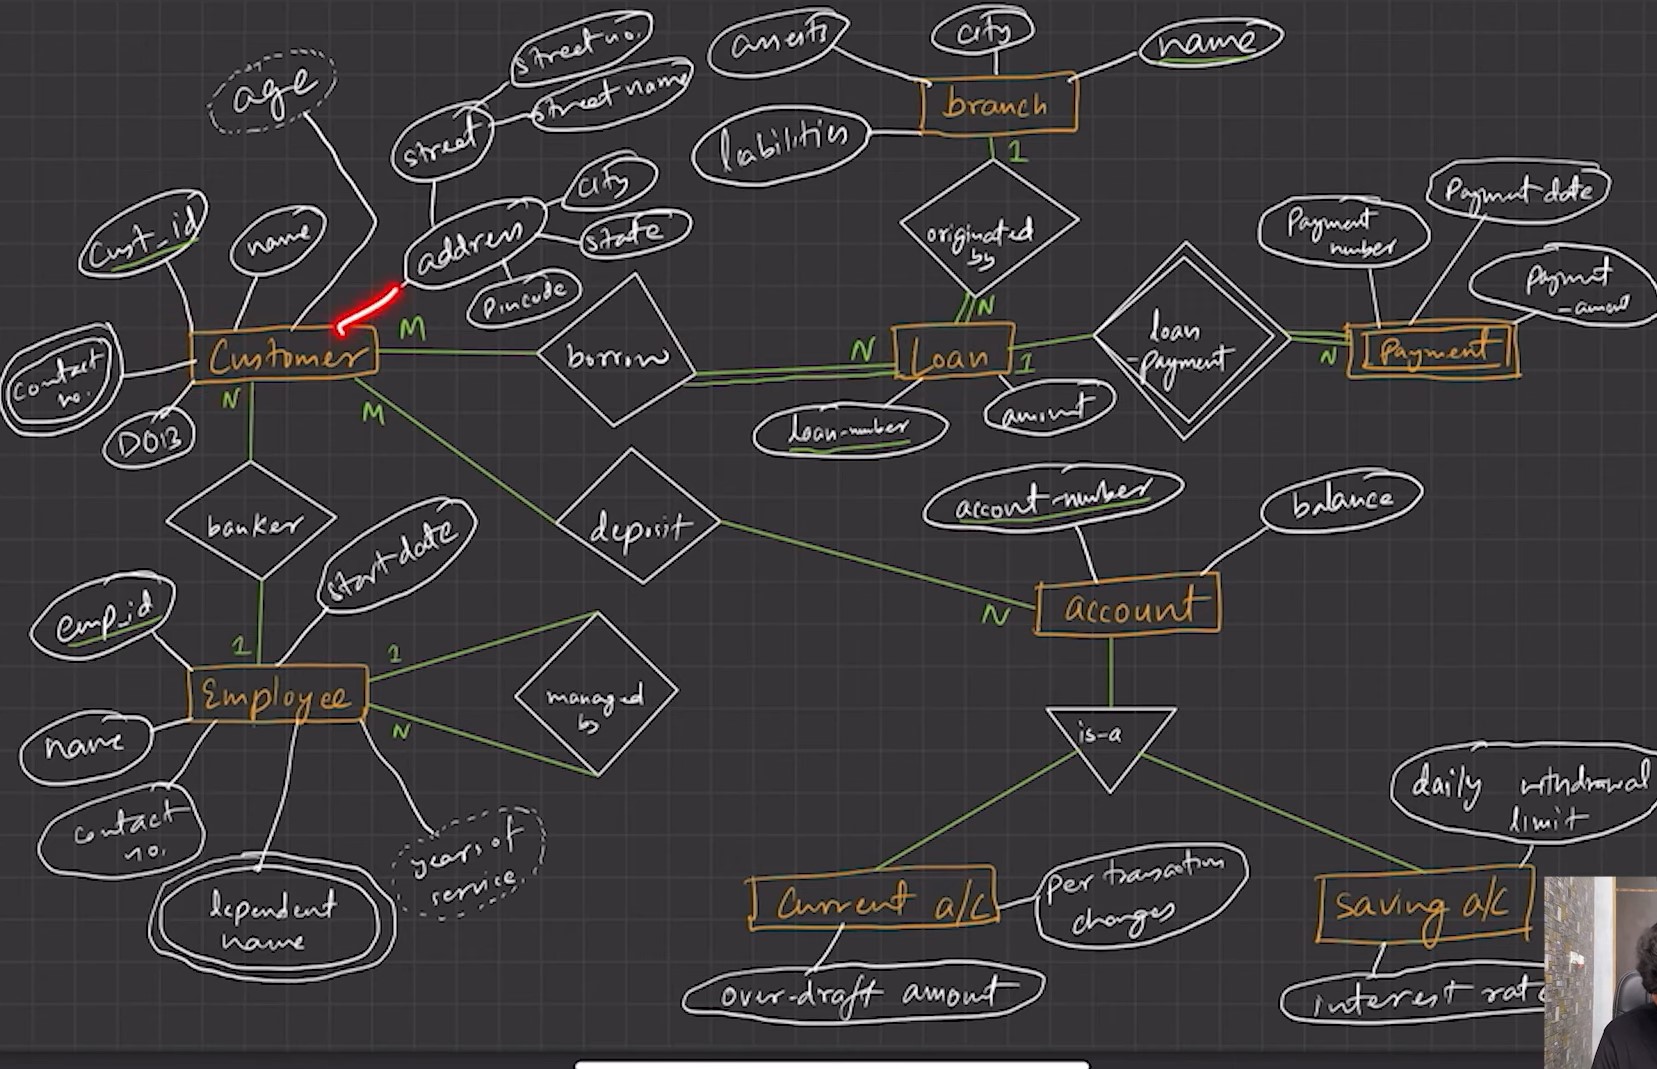 street no.
assets
city
name
age
street name
branch
street
liabilities
1
city
Payment date
Cust_id
name
address
state
originated
by
Payment
number
Pincode
N
Paymnt
-amount
M
loan
-payment
Customer
borrow
N
Loan
1
N
Payment
contact
no.
N
M
loan-number
amount
DOB
account-number
balance
banker
start date
deposit
emp_id
N
account
1
1
Employee
managed
by
N
is-a
name
contact
no.
years of
service
daily withdrawal
limit
per transaction
charges
dependent
name
Current a/c
saving a/c
over-draft amount
interest rate